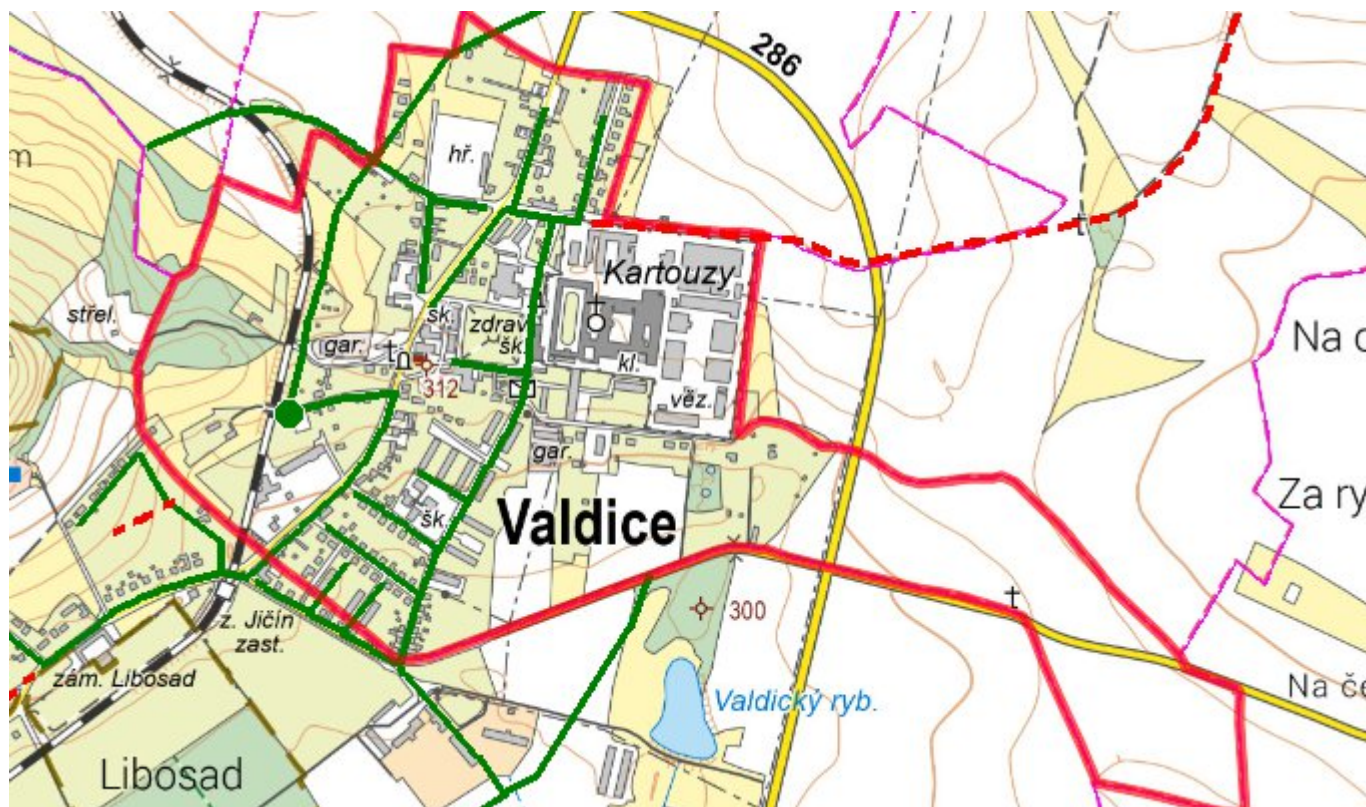 286
m
hř.
Kartouzy
střel.
šk.
zdrav.
šk.
gar.
312
kl.
věz.
Na č
gar.
Za ry
šk.
Valdice
300
z. Jičín
zast.
zám. Libosad
Valdický ryb.
Na če
Libosad